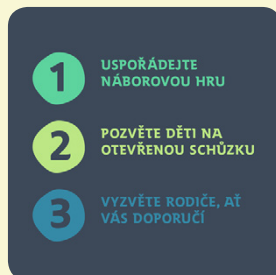 1 USPOŘÁDEJTE
NÁBOROVOU HRU
2 POZVĚTE DĚTI NA
OTEVŘENOU SCHŮZKU
3 VYZVĚTE RODIČE, AŤ
VÁS DOPORUČÍ